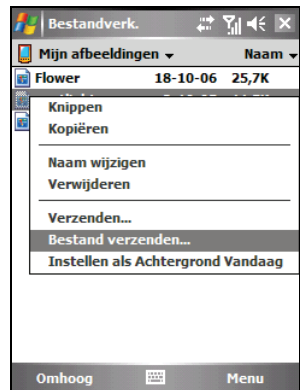 Bestandverk.
Mijn afbeeldingen Naam
Flower 18-10-06 25,7K
Knippen
Kopiëren
Naam wijzigen
Verwijderen
Verzenden...
Bestand verzenden...
Instellen als Achtergrond Vandaag
Omhoog Menu